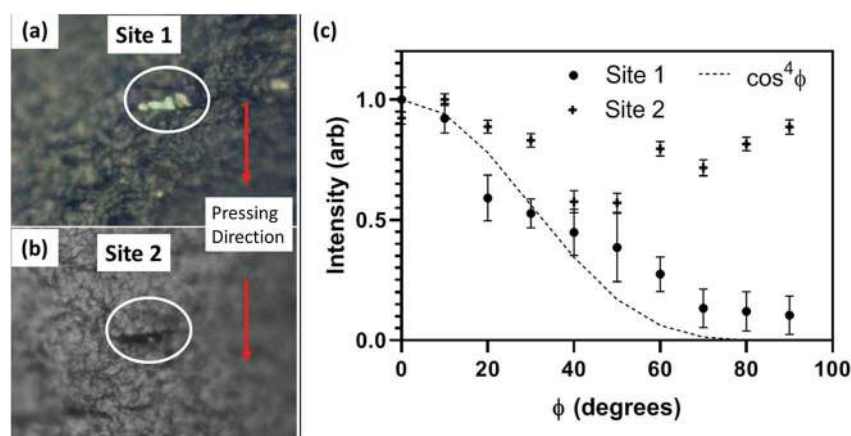 (a)
Site 1
Pressing
Direction
(b)
Site 2
(c)
Site 1
cos⁴ϕ
Site 2
Intensity (arb)
1.0
0.5
0.0
0
20
40
60
80
100
ϕ (degrees)